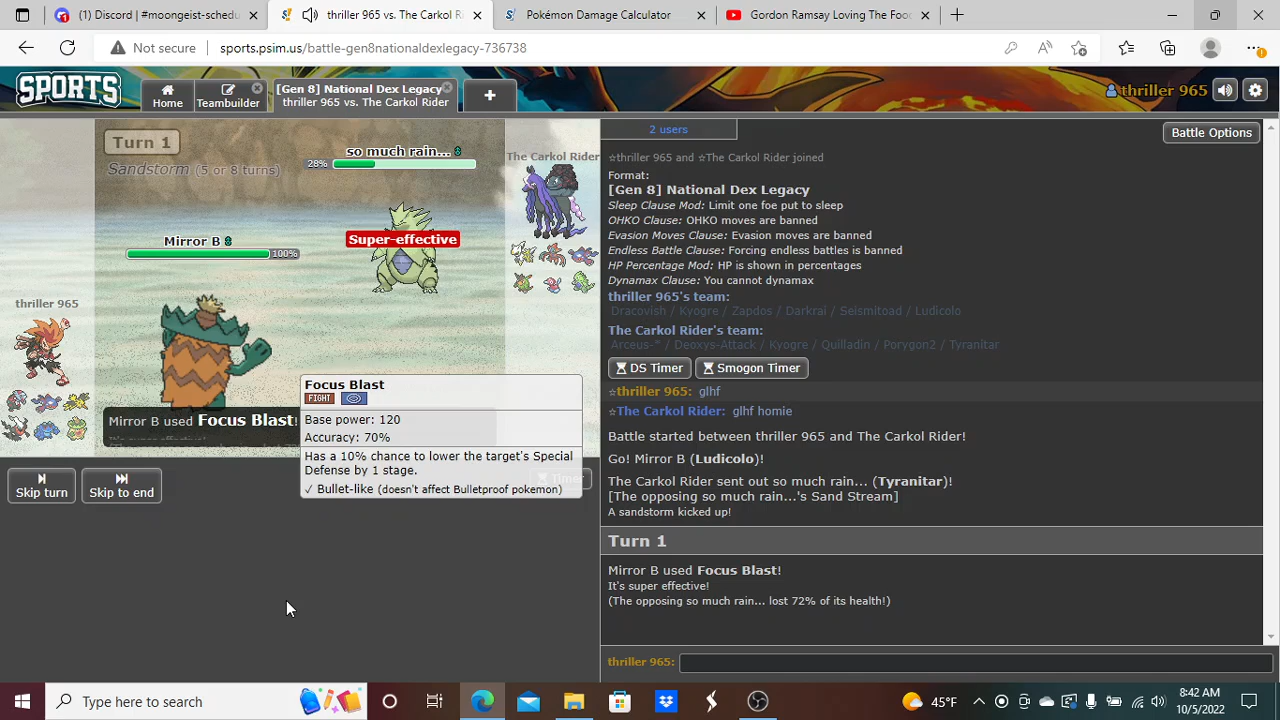 (1) Discord | #moongeist-schedu
thriller 965 vs. The Carkol R
Pokémon Damage Calculator
Gordon Ramsay Loving The Foo
Not secure
sports.psim.us/battle-gen8nationaldexlegacy-736738
SPORTS
Home
Teambuilder
[Gen 8] National Dex Legacy
thriller 965 vs. The Carkol Rider
thriller 965
Turn 1
Sandstorm (5 or 8 turns)
so much rain...
28%
The Carkol Rider
Mirror B
100%
Super-effective
thriller 965
Mirror B used Focus Blast!
Focus Blast
FIGHT
Base power: 120
Accuracy: 70%
Has a 10% chance to lower the target's Special
Defense by 1 stage.
✓ Bullet-like (doesn't affect Bulletproof pokemon)
Timer
Skip turn
Skip to end
2 users
Battle Options
☆thriller 965 and ☆The Carkol Rider joined
Format:
[Gen 8] National Dex Legacy
Sleep Clause Mod: Limit one foe put to sleep
OHKO Clause: OHKO moves are banned
Evasion Moves Clause: Evasion moves are banned
Endless Battle Clause: Forcing endless battles is banned
HP Percentage Mod: HP is shown in percentages
Dynamax Clause: You cannot dynamax
thriller 965's team:
Dracovish / Kyogre / Zapdos / Darkrai / Seismitoad / Ludicolo
The Carkol Rider's team:
Arceus-* / Deoxys-Attack / Kyogre / Quilladin / Porygon2 / Tyranitar
DS Timer
Smogon Timer
☆thriller 965: glhf
☆The Carkol Rider: glhf homie
Battle started between thriller 965 and The Carkol Rider!
Go! Mirror B (Ludicolo)!
The Carkol Rider sent out so much rain... (Tyranitar)!
[The opposing so much rain...'s Sand Stream]
A sandstorm kicked up!
Turn 1
Mirror B used Focus Blast!
It's super effective!
(The opposing so much rain... lost 72% of its health!)
thriller 965:
Type here to search
45°F
8:42 AM
10/5/2022